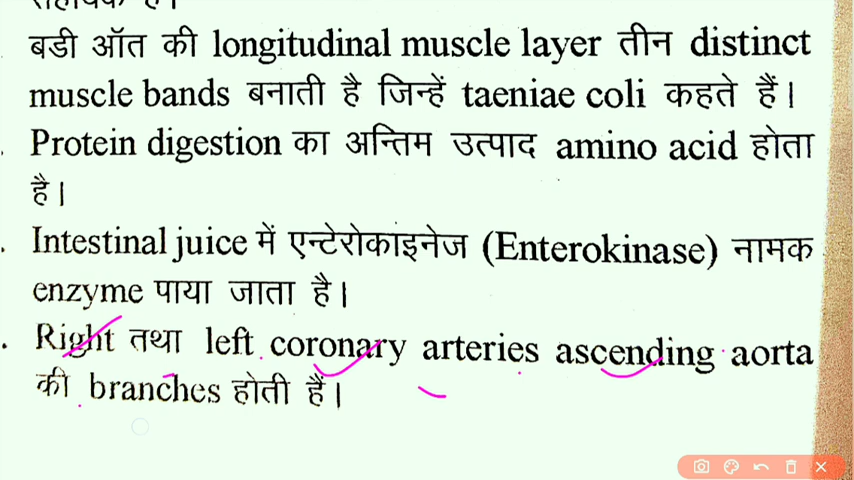 बडी ऑत की longitudinal muscle layer तीन distinct
muscle bands बनाती है जिन्हें taeniae coli कहते हैं।
. Protein digestion का अन्तिम उत्पाद amino acid होता
है।
. Intestinal juice में एन्टेरोकाइनेज (Enterokinase) नामक
enzyme पाया जाता है।
. Right तथा left coronary arteries ascending aorta
की branches होती हैं।